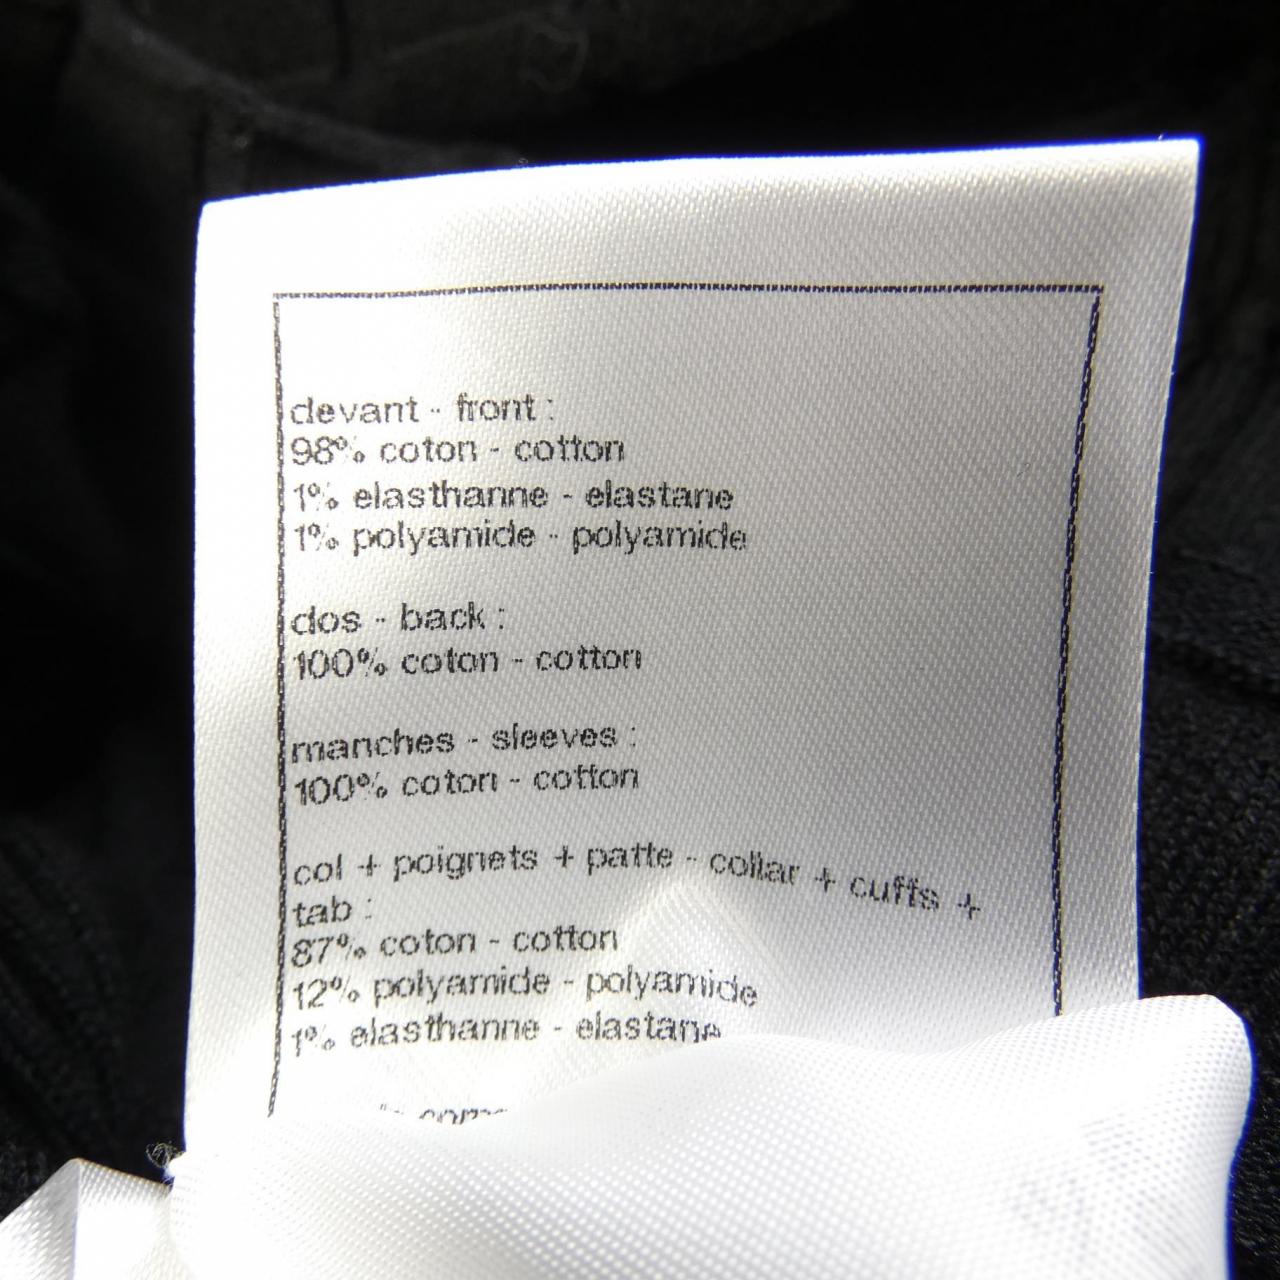 devant - front :
98% coton - cotton
1% elasthanne - elastane
1% polyamide - polyamide
dos - back :
100% coton - cotton
manches - sleeves :
100% coton - cotton
col + poignets + patte - collar + cuffs +
tab :
87% coton - cotton
12% polyamide - polyamide
1% elasthanne - elastane